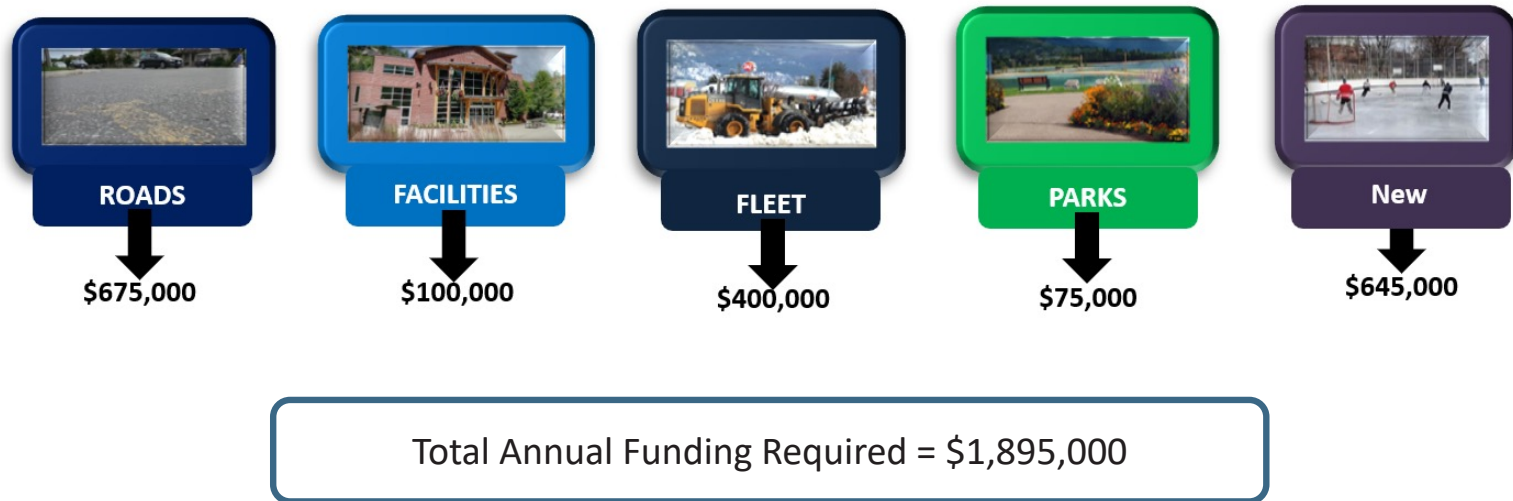 ROADS
FACILITIES
FLEET
PARKS
New
$675,000
$100,000
$400,000
$75,000
$645,000
Total Annual Funding Required = $1,895,000